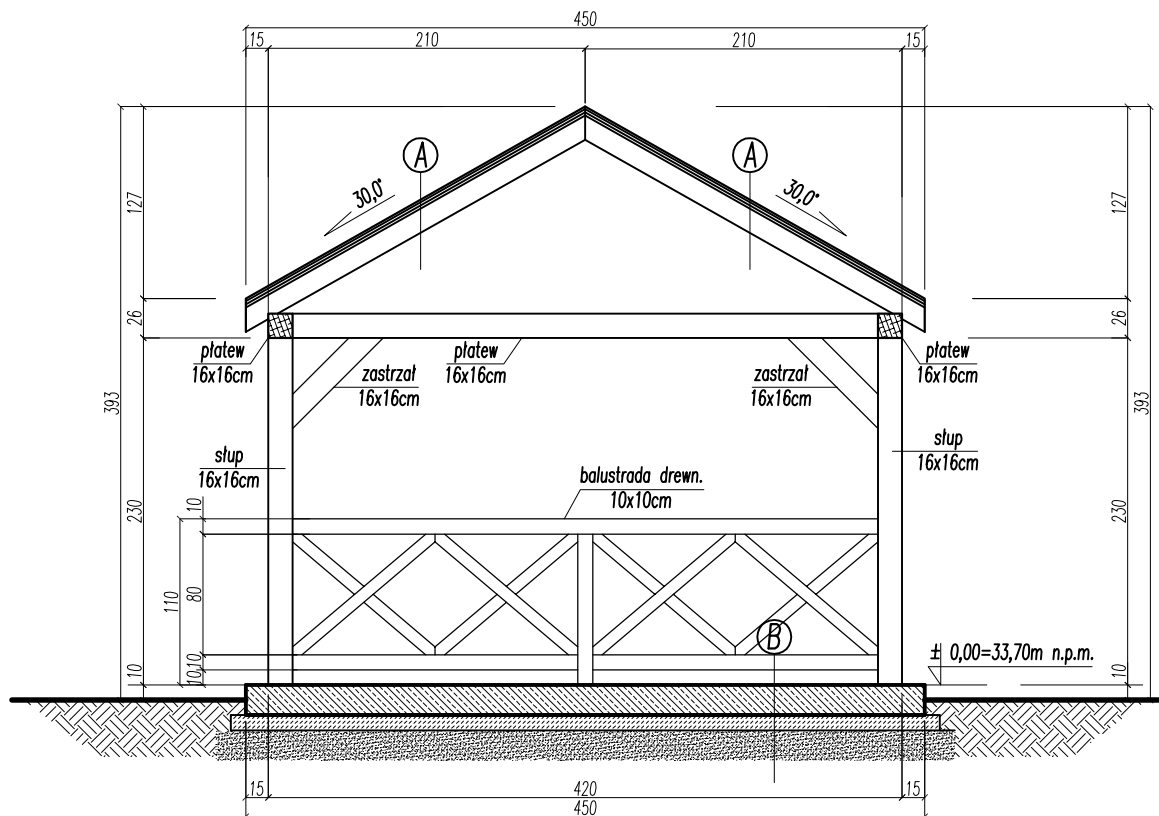 450
15 210 210 15
A A
30,0° 30,0°
127 127
26 26
płatew
16x16cm
płatew
16x16cm
płatew
16x16cm
zastrzał
16x16cm
zastrzał
16x16cm
393 393
słup
16x16cm
słup
16x16cm
230 230
balustrada drewn.
10x10cm
10
110
80
10
10
B
± 0,00=33,70m n.p.m.
10 10
15 420 15
450